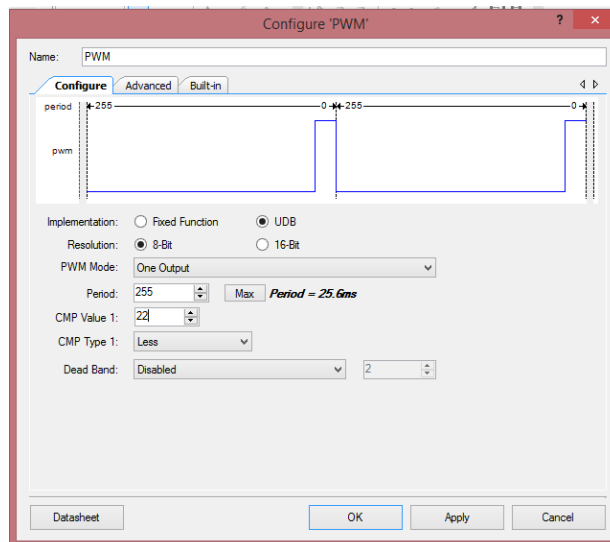 Configure 'PWM'
? ×
Name: PWM
Configure Advanced Built-in
period 255 0 255 0
pwm
Implementation: Fixed Function UDB
Resolution: 8-Bit 16-Bit
PWM Mode: One Output
Period: 255 Max Period = 25.6ms
CMP Value 1: 22
CMP Type 1: Less
Dead Band: Disabled 2
Datasheet OK Apply Cancel